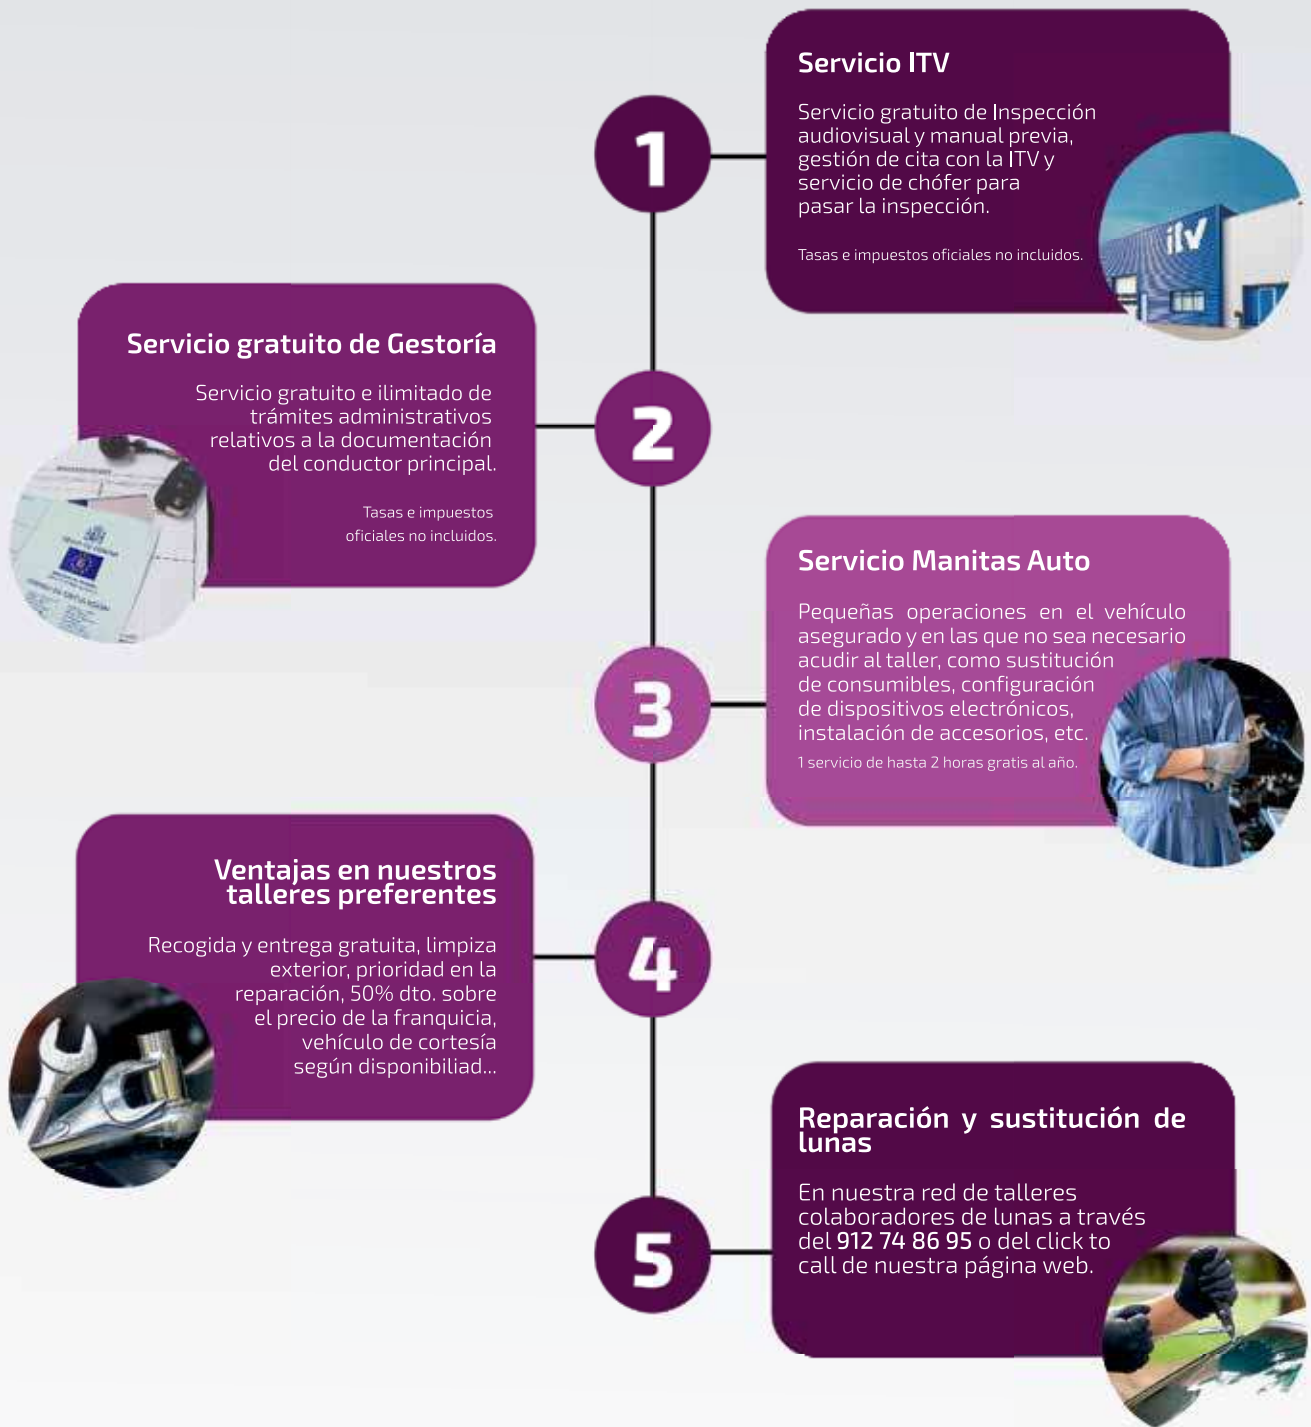 Servicio ITV
Servicio gratuito de Inspección
audiovisual y manual previa,
gestión de cita con la ITV y
servicio de chófer para
pasar la inspección.
Tasas e impuestos oficiales no incluidos.
1
itv
Servicio gratuito de Gestoría
Servicio gratuito e ilimitado de
trámites administrativos
relativos a la documentación
del conductor principal.
Tasas e impuestos
oficiales no incluidos.
2
Servicio Manitas Auto
Pequeñas operaciones en el vehículo
asegurado y en las que no sea necesario
acudir al taller, como sustitución
de consumibles, configuración
de dispositivos electrónicos,
instalación de accesorios, etc.
1 servicio de hasta 2 horas gratis al año.
3
Ventajas en nuestros
talleres preferentes
Recogida y entrega gratuita, limpiza
exterior, prioridad en la
reparación, 50% dto. sobre
el precio de la franquicia,
vehículo de cortesía
según disponibiliad...
4
Reparación y sustitución de
lunas
En nuestra red de talleres
colaboradores de lunas a través
del 912 74 86 95 o del click to
call de nuestra página web.
5